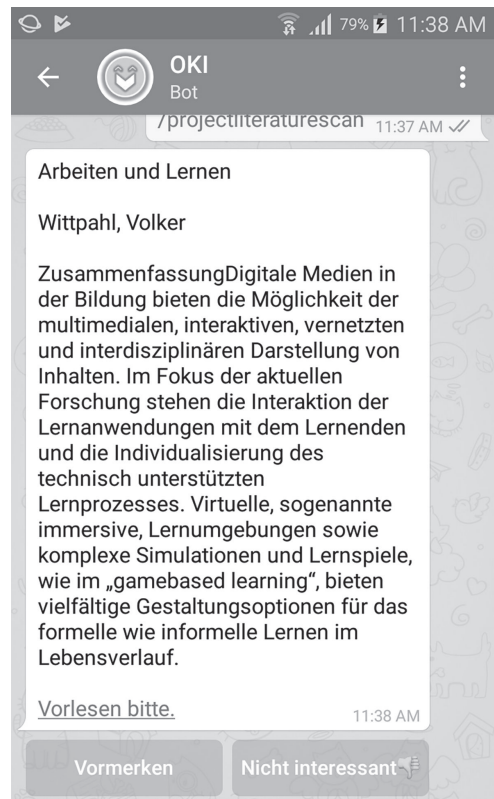 79% 11:38 AM
OKI
Bot
/projectliteraturescan 11:37 AM
Arbeiten und Lernen
Wittpahl, Volker
ZusammenfassungDigitale Medien in
der Bildung bieten die Möglichkeit der
multimedialen, interaktiven, vernetzten
und interdisziplinären Darstellung von
Inhalten. Im Fokus der aktuellen
Forschung stehen die Interaktion der
Lernanwendungen mit dem Lernenden
und die Individualisierung des
technisch unterstützten
Lernprozesses. Virtuelle, sogenannte
immersive, Lernumgebungen sowie
komplexe Simulationen und Lernspiele,
wie im „gamebased learning“, bieten
vielfältige Gestaltungsoptionen für das
formelle wie informelle Lernen im
Lebensverlauf.
Vorlesen bitte.
11:38 AM
Vormerken Nicht interessant